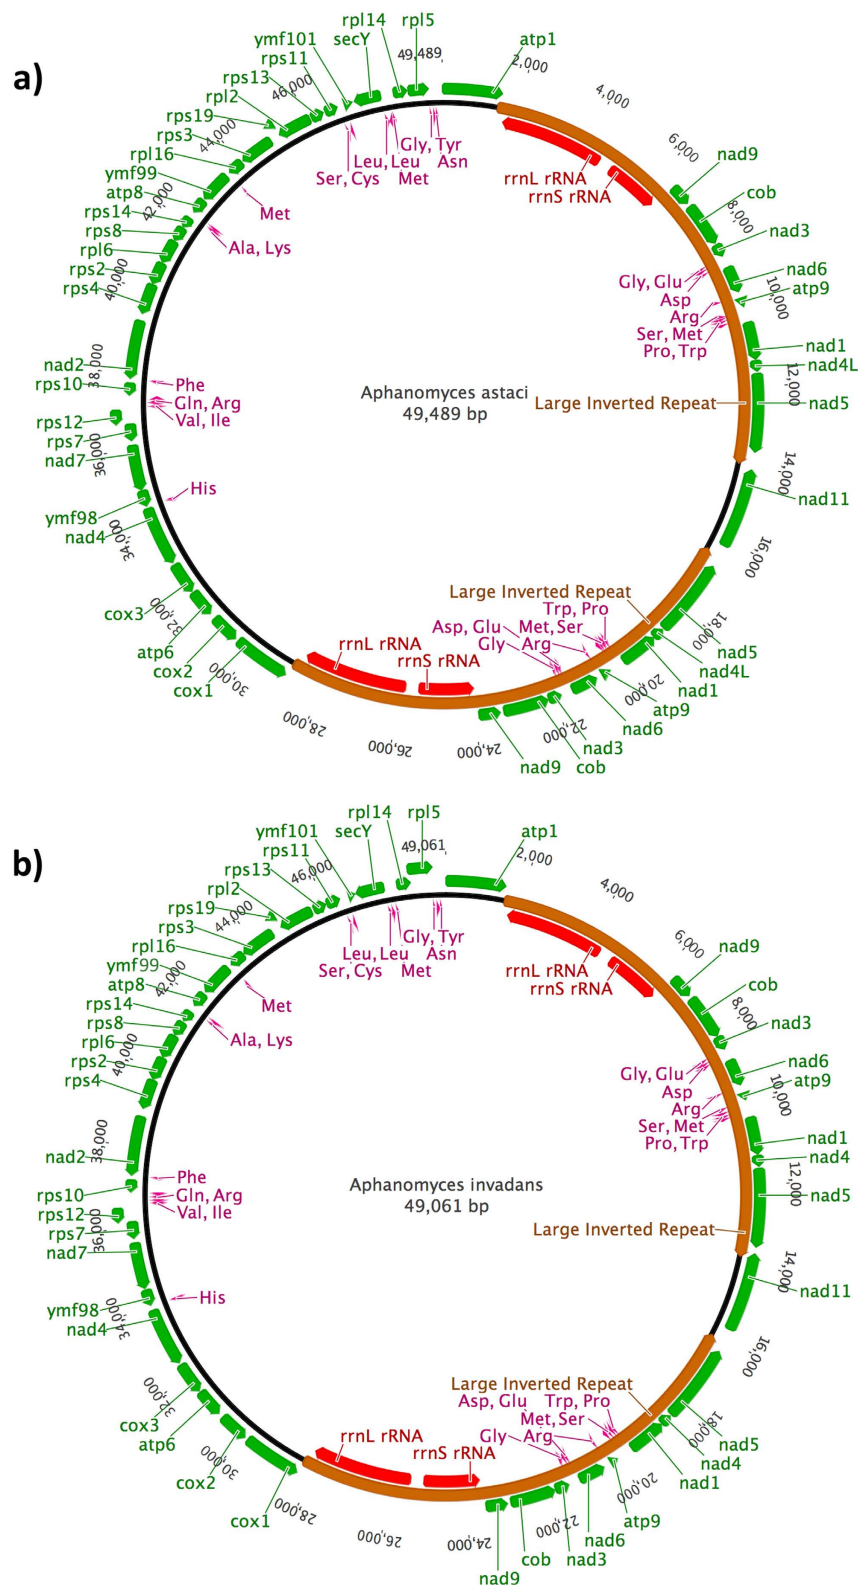 a)
rpl14 rpl5
ymf101 secY
49,489
atp1
rps11
2,000
rps13
46,000
4,000
rpl2
rps19
44,000
rps3
Gly, Tyr
6,000
nad9
rpl16
Leu, Leu Asn
ymf99
Ser, Cys Met
rrnL rRNA
cob
atp8
42,000
rrnS rRNA
8,000
rps14
Met
nad3
rps8
Ala, Lys
rpl6
nad6
rps2
40,000
Gly, Glu
atp9
rps4
Asp
10,000
Arg
Ser, Met
nad1
Pro, Trp
nad2
38,000
nad4L
rps10
Phe
Aphanomyces astaci
12,000
Gln, Arg
49,489 bp
Large Inverted Repeat
nad5
rps12
Val, Ile
rps7
36,000
nad7
14,000
His
nad11
ymf98
nad4
34,000
16,000
Large Inverted Repeat
cox3
32,000
Trp, Pro
18,000
Asp, Glu Met, Ser
atp6
rrnL rRNA
Gly Arg
nad5
cox2
30,000
rrnS rRNA
nad4L
cox1
20,000
nad1
atp9
28,000
22,000
nad6
26,000
24,000
nad3
nad9 cob
b)
rpl14 rpl5
ymf101 secY
49,061
atp1
rps11
2,000
rps13
46,000
4,000
rpl2
rps19
44,000
rps3
Gly, Tyr
6,000
nad9
rpl16
Leu, Leu Asn
ymf99
Ser, Cys Met
rrnL rRNA
cob
atp8
42,000
rrnS rRNA
8,000
rps14
Met
nad3
rps8
Ala, Lys
rpl6
40,000
nad6
rps2
Gly, Glu
atp9
rps4
Asp
10,000
Arg
Ser, Met
nad1
Pro, Trp
38,000
nad4
nad2
Phe
Aphanomyces invadans
12,000
rps10
Gln, Arg
49,061 bp
nad5
rps12
Val, Ile
rps7
36,000
Large Inverted Repeat
nad7
14,000
His
nad11
ymf98
34,000
nad4
16,000
Large Inverted Repeat
32,000
Asp, Glu Trp, Pro
cox3
Met, Ser
18,000
atp6
rrnL rRNA
Gly Arg
nad5
rrnS rRNA
nad4
cox2
30,000
nad1
20,000
cox1
28,000
atp9
26,000
24,000
22,000
nad6
cob nad3
nad9